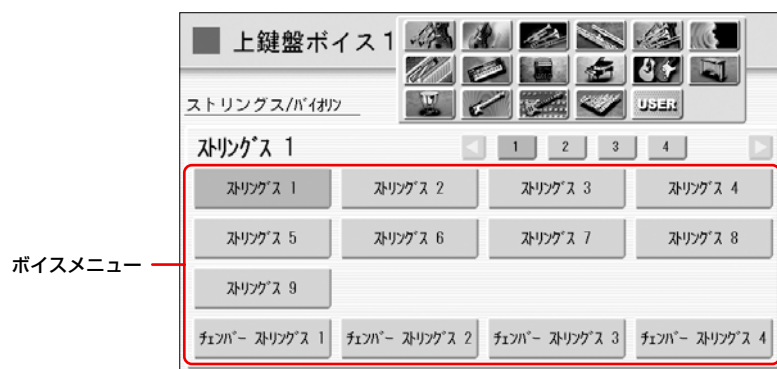 上鍵盤ボイス1
USER
ストリングス/バイオリン
ストリングス 1
1 2 3 4
ストリングス 1 ストリングス 2 ストリングス 3 ストリングス 4
ストリングス 5 ストリングス 6 ストリングス 7 ストリングス 8
ボイスメニュー
ストリングス 9
チェンバー ストリングス 1 チェンバー ストリングス 2 チェンバー ストリングス 3 チェンバー ストリングス 4